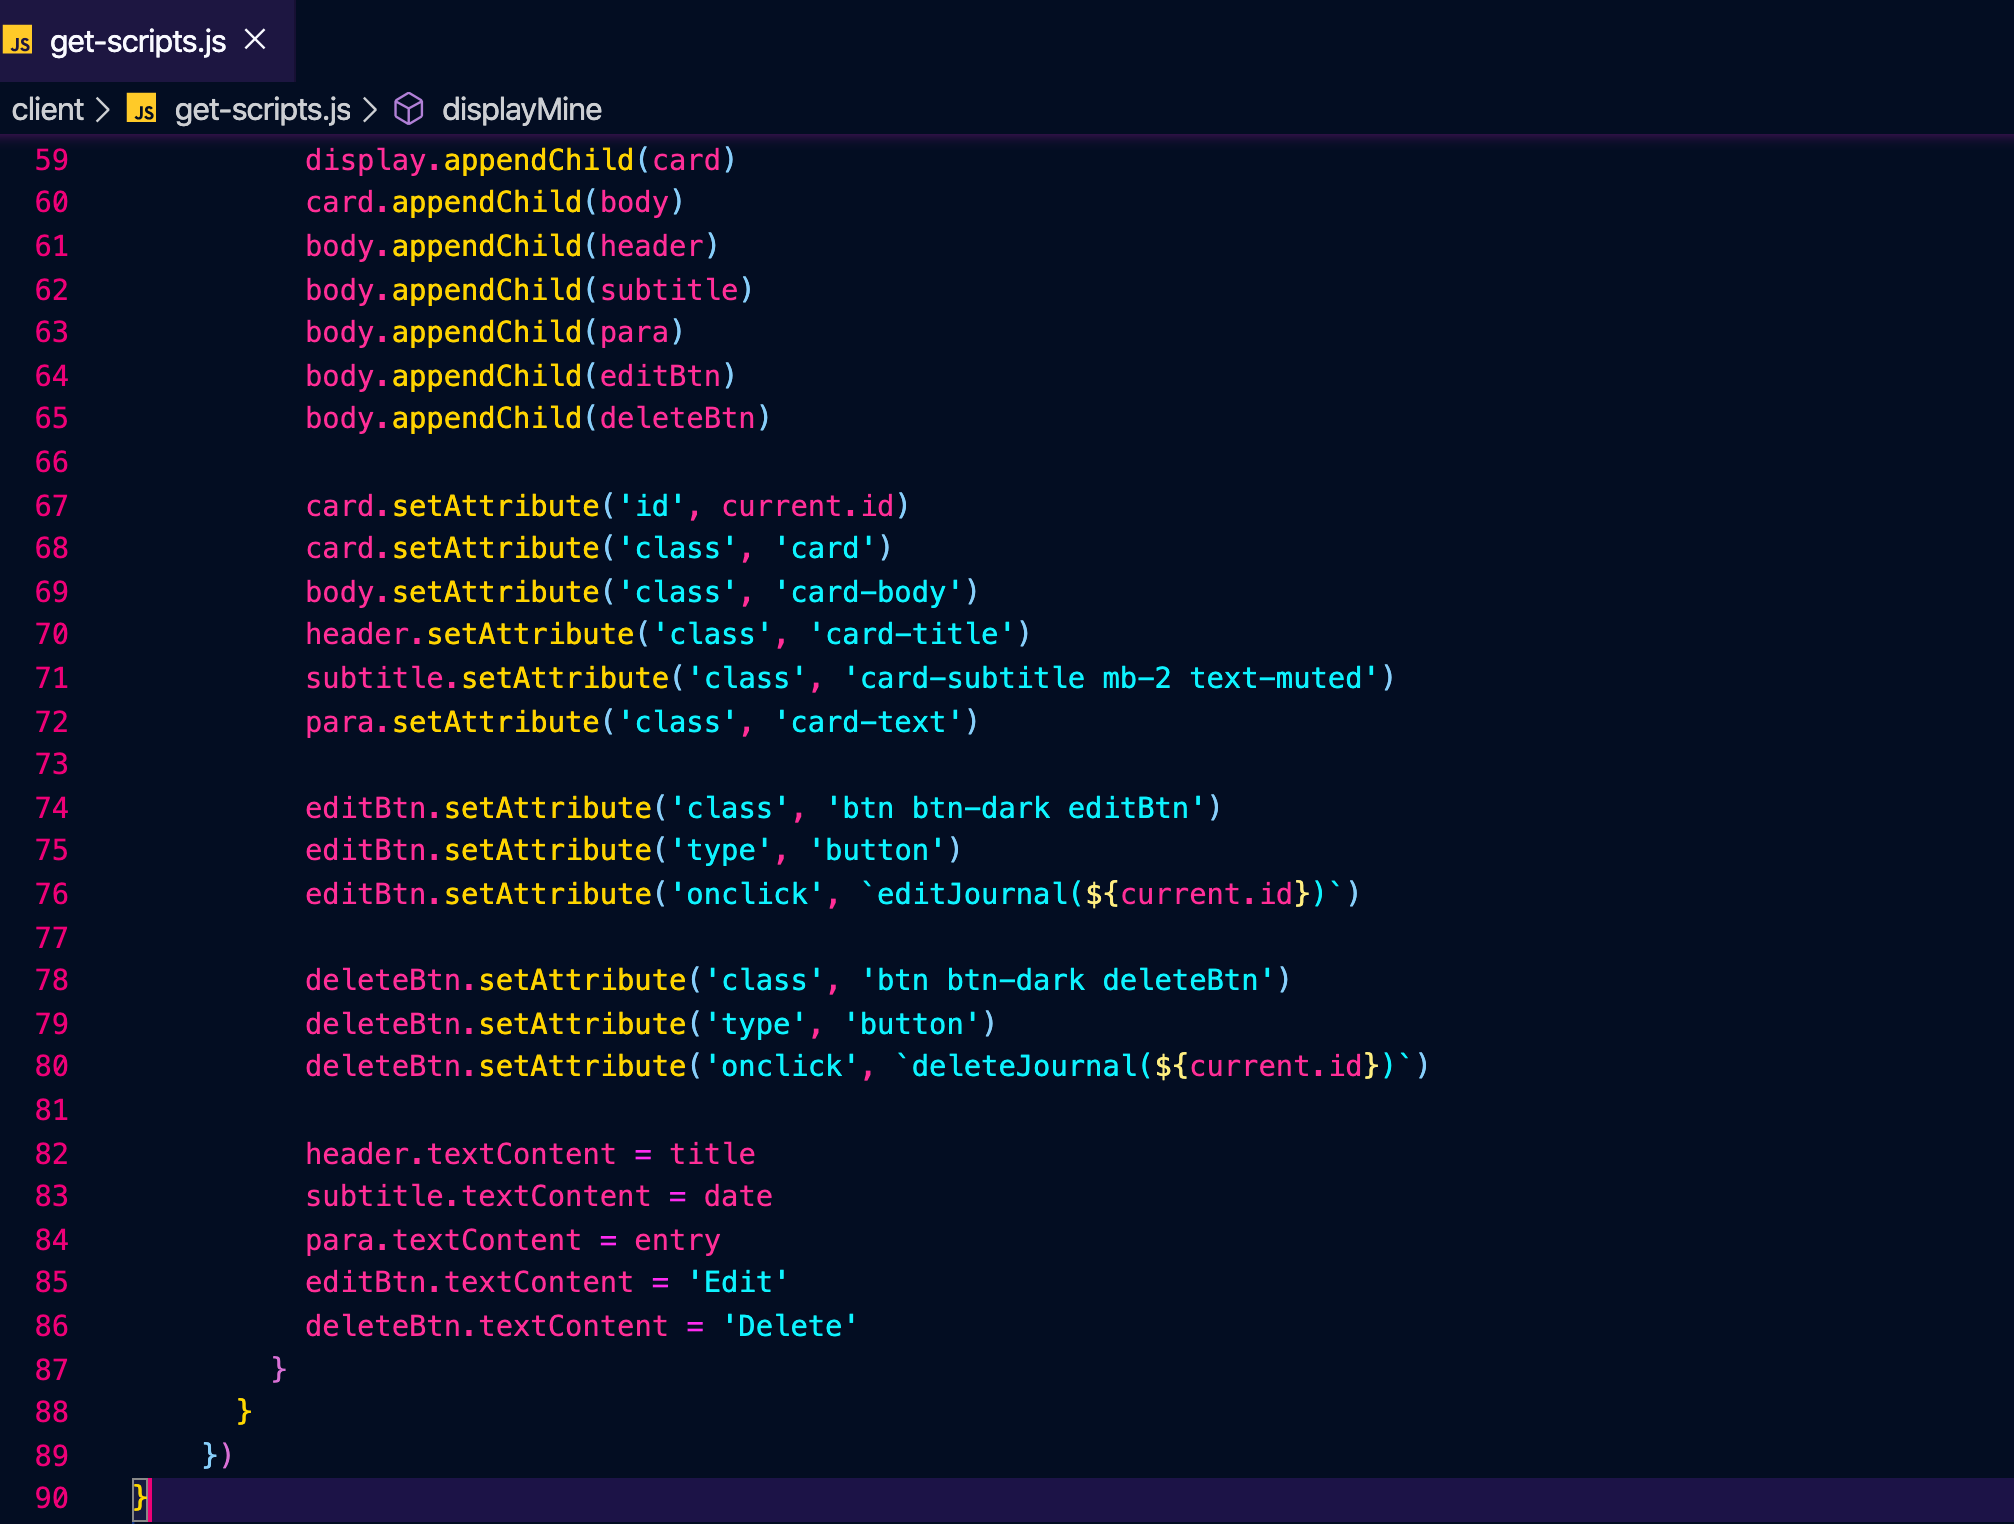 JS get-scripts.js
client > JS get-scripts.js > displayMine
59 display.appendChild(card)
60 card.appendChild(body)
61 body.appendChild(header)
62 body.appendChild(subtitle)
63 body.appendChild(para)
64 body.appendChild(editBtn)
65 body.appendChild(deleteBtn)
66
67 card.setAttribute('id', current.id)
68 card.setAttribute('class', 'card')
69 body.setAttribute('class', 'card-body')
70 header.setAttribute('class', 'card-title')
71 subtitle.setAttribute('class', 'card-subtitle mb-2 text-muted')
72 para.setAttribute('class', 'card-text')
73
74 editBtn.setAttribute('class', 'btn btn-dark editBtn')
75 editBtn.setAttribute('type', 'button')
76 editBtn.setAttribute('onclick', `editJournal(${current.id})`)
77
78 deleteBtn.setAttribute('class', 'btn btn-dark deleteBtn')
79 deleteBtn.setAttribute('type', 'button')
80 deleteBtn.setAttribute('onclick', `deleteJournal(${current.id})`)
81
82 header.textContent = title
83 subtitle.textContent = date
84 para.textContent = entry
85 editBtn.textContent = 'Edit'
86 deleteBtn.textContent = 'Delete'
87 }
88 }
89 })
90 }